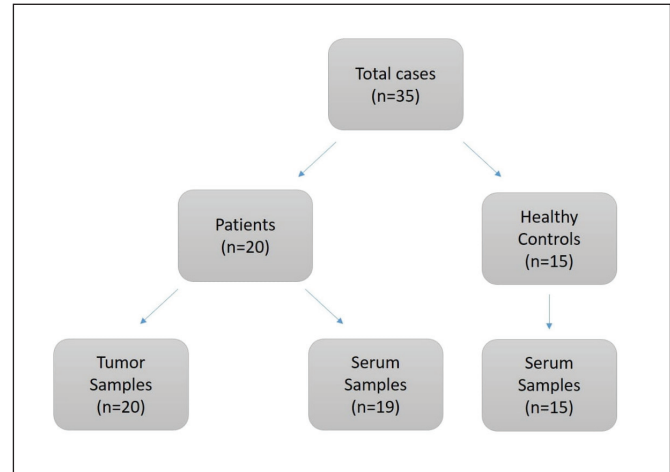 Total cases
(n=35)
Patients
(n=20)
Healthy
Controls
(n=15)
Tumor
Samples
(n=20)
Serum
Samples
(n=19)
Serum
Samples
(n=15)